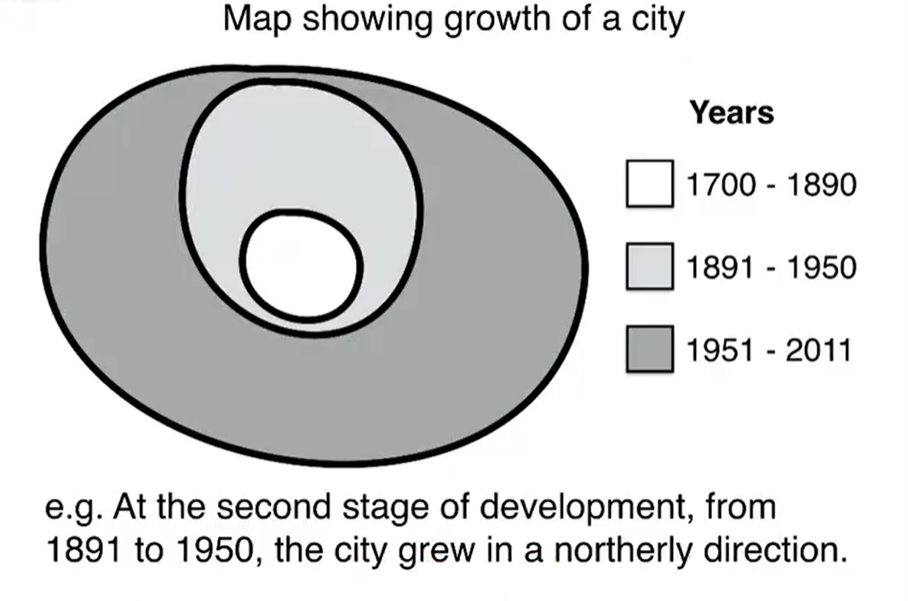 Map showing growth of a city
Years
1700 - 1890
1891 - 1950
1951 - 2011
e.g. At the second stage of development, from
1891 to 1950, the city grew in a northerly direction.